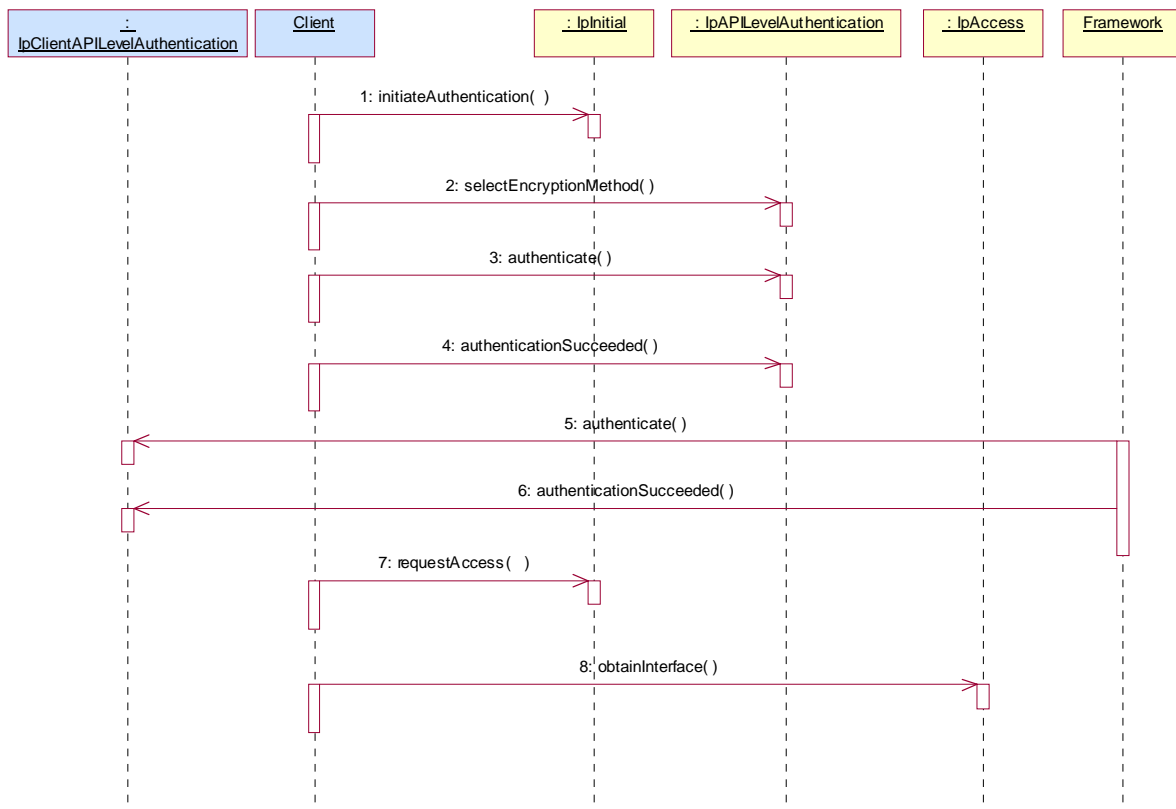 :
IpClientAPILevelAuthentication
Client
: IpInitial
: IpAPILevelAuthentication
: IpAccess
Framework
1: initiateAuthentication( )
2: selectEncryptionMethod( )
3: authenticate( )
4: authenticationSucceeded( )
5: authenticate( )
6: authenticationSucceeded( )
7: requestAccess( )
8: obtainInterface( )